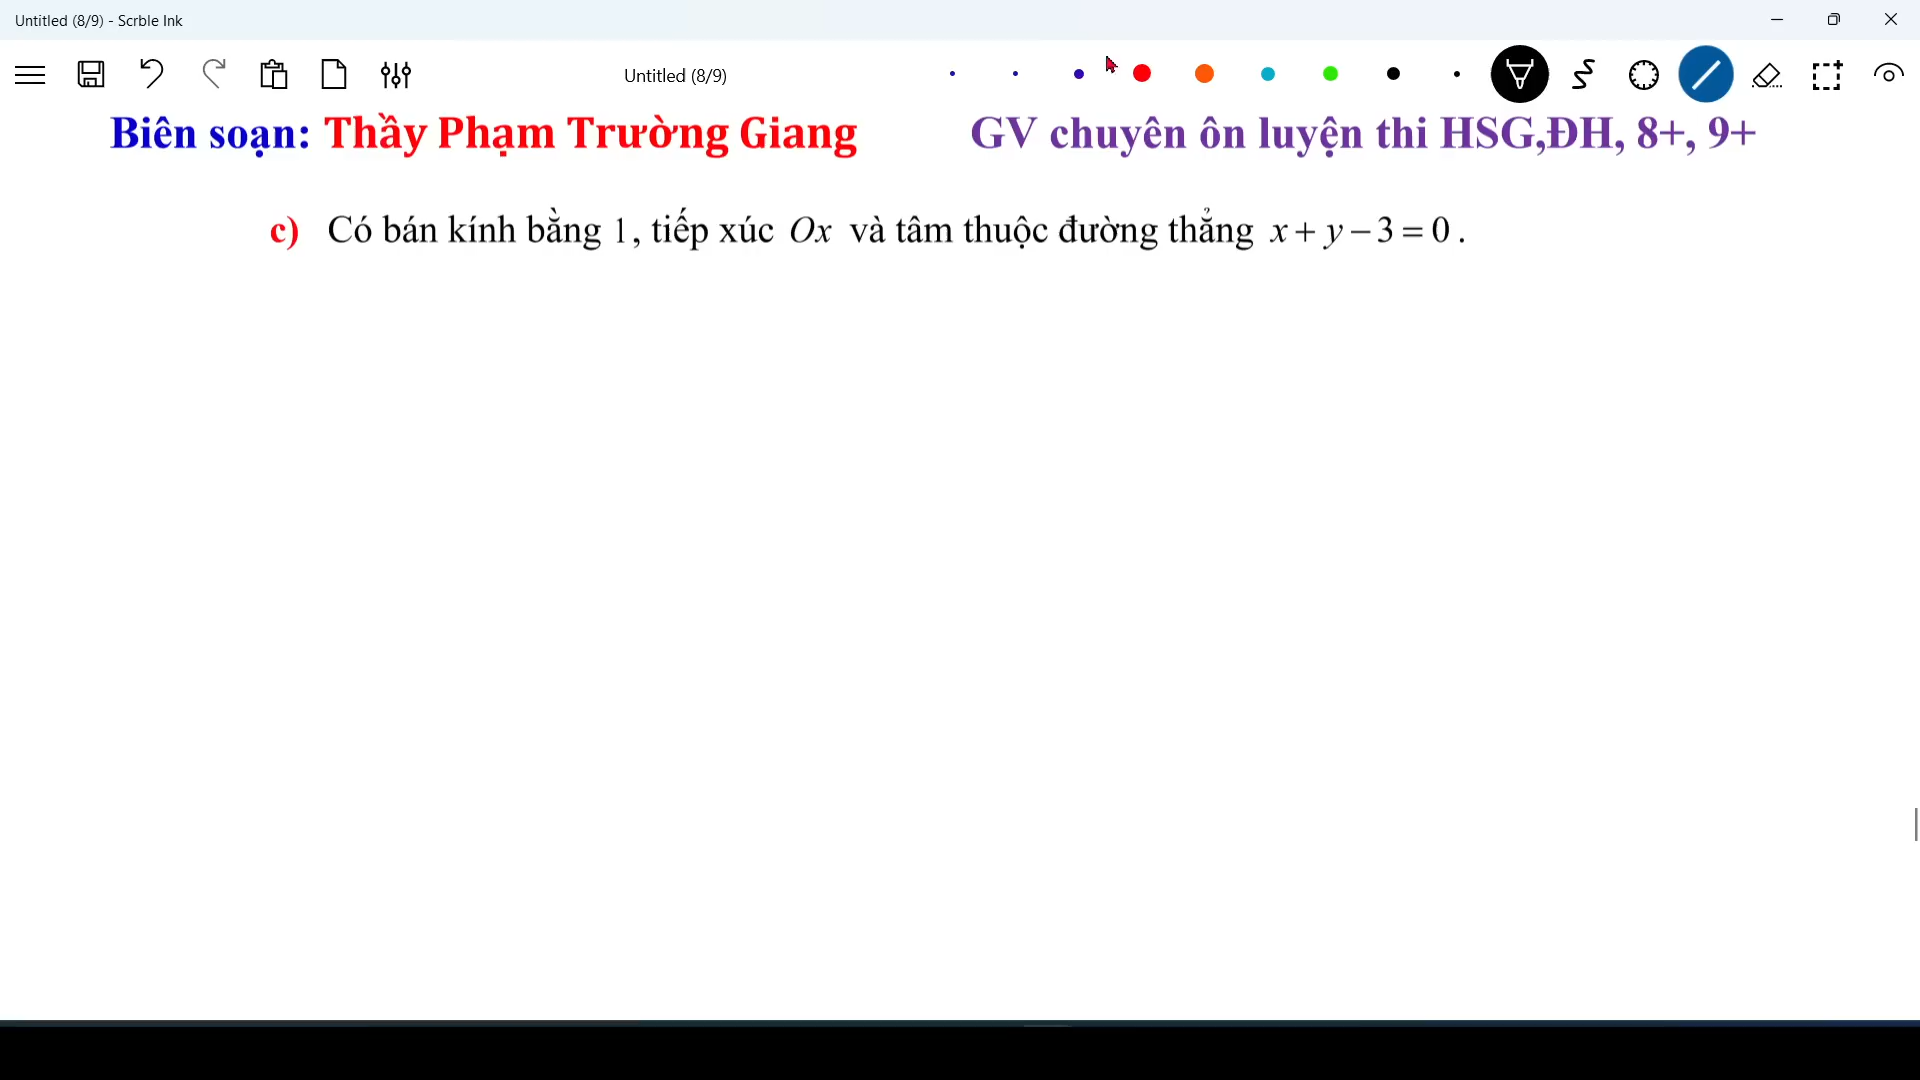 Untitled (8/9) - Scrble Ink
Untitled (8/9)
Biên soạn: Thầy Phạm Trường Giang GV chuyên ôn luyện thi HSG,ĐH, 8+, 9+
c) Có bán kính bằng 1, tiếp xúc Ox và tâm thuộc đường thẳng x+y−3=0.